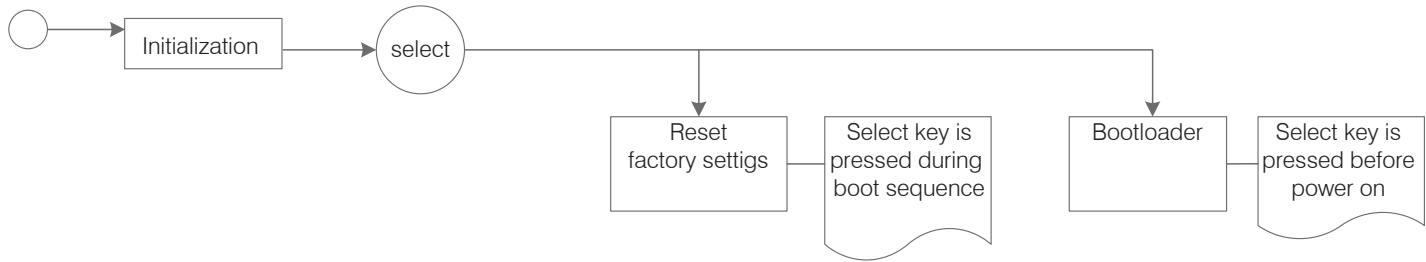 Initialization
select
Reset
factory settigs
Select key is
pressed during
boot sequence
Bootloader
Select key is
pressed before
power on